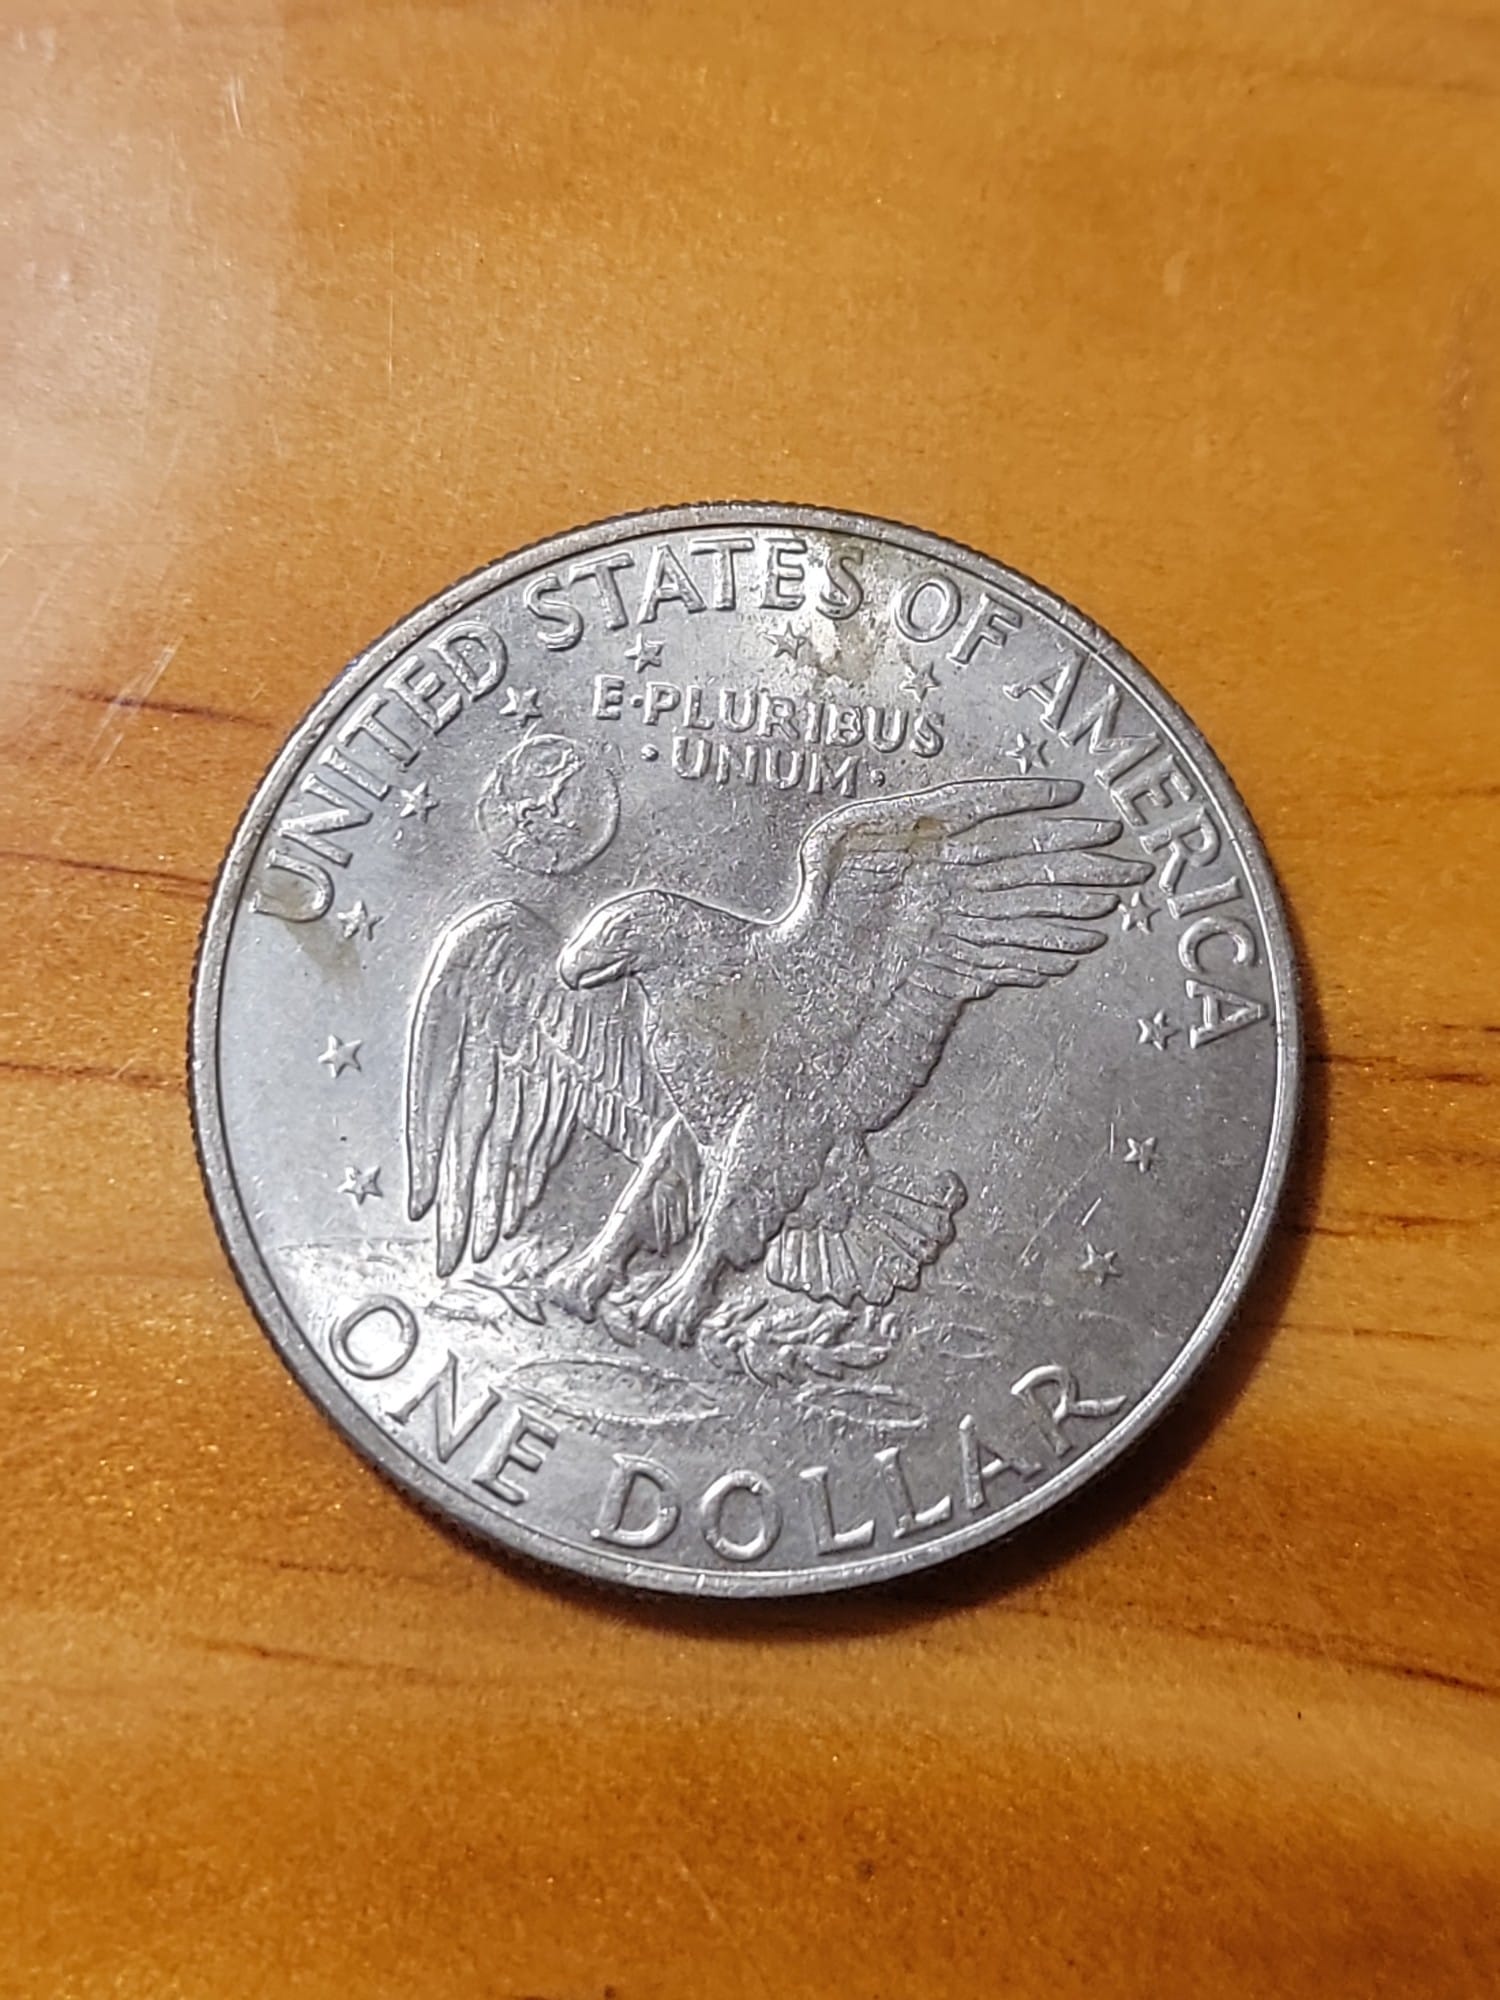 UNITED STATES OF AMERICA
E·PLURIBUS
·UNUM·
ONE DOLLAR